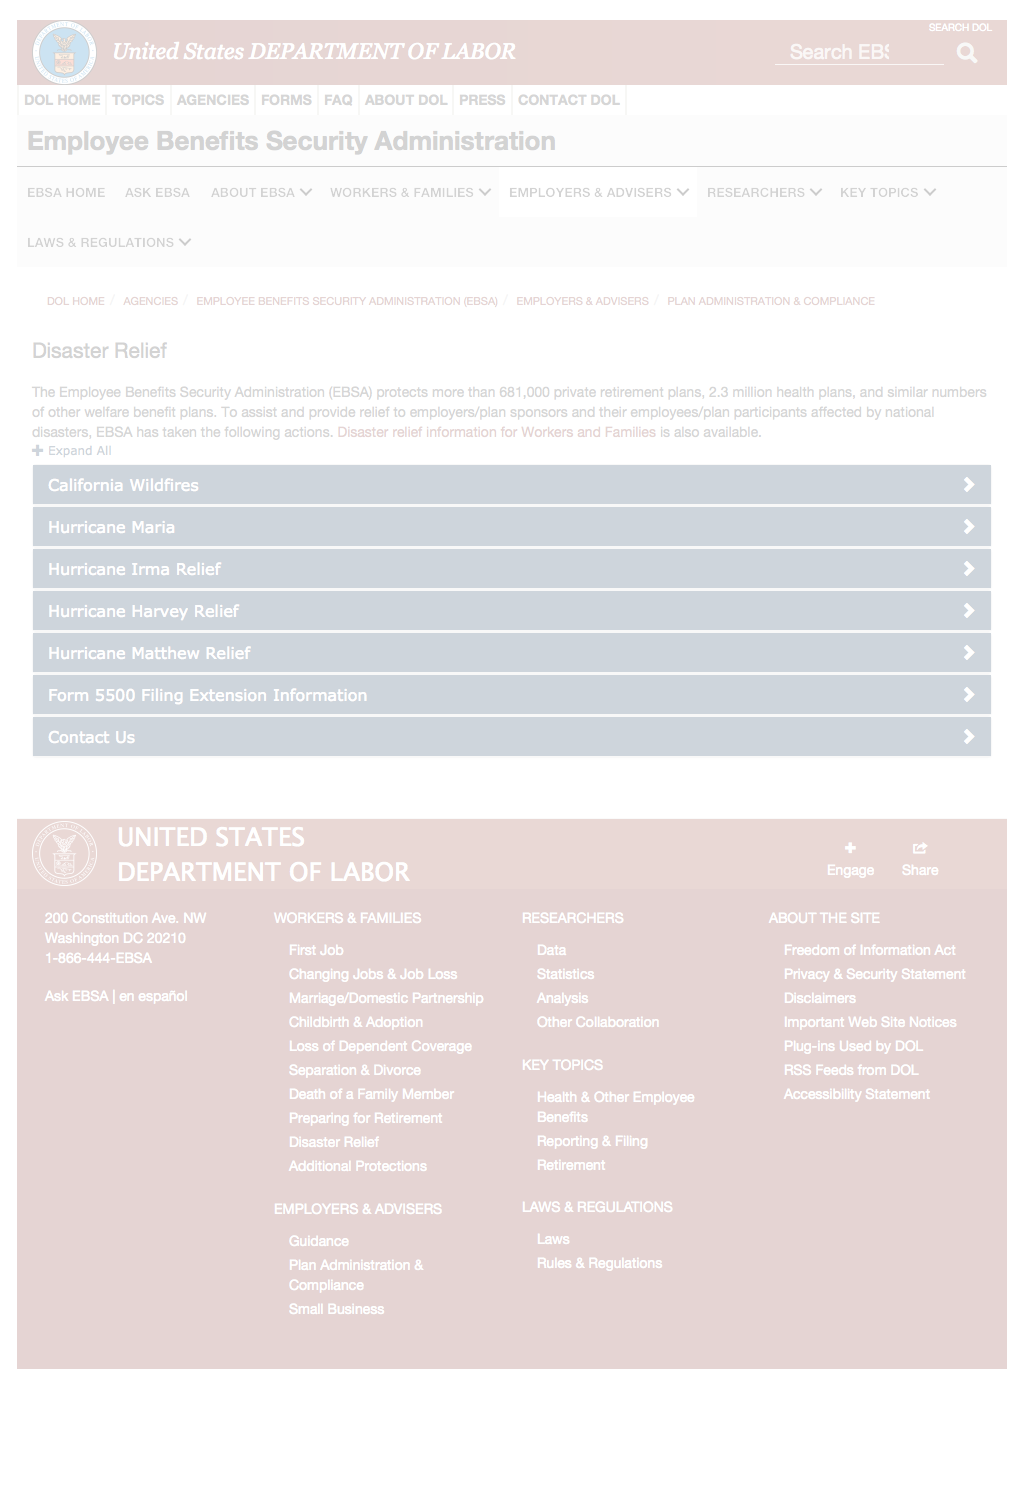 SEARCH DOL
United States DEPARTMENT OF LABOR
Search EBS
DOL HOME TOPICS AGENCIES FORMS FAQ ABOUT DOL PRESS CONTACT DOL
Employee Benefits Security Administration
EBSA HOME ASK EBSA ABOUT EBSA WORKERS & FAMILIES EMPLOYERS & ADVISERS RESEARCHERS KEY TOPICS
LAWS & REGULATIONS
DOL HOME / AGENCIES / EMPLOYEE BENEFITS SECURITY ADMINISTRATION (EBSA) / EMPLOYERS & ADVISERS / PLAN ADMINISTRATION & COMPLIANCE
Disaster Relief
The Employee Benefits Security Administration (EBSA) protects more than 681,000 private retirement plans, 2.3 million health plans, and similar numbers
of other welfare benefit plans. To assist and provide relief to employers/plan sponsors and their employees/plan participants affected by national
disasters, EBSA has taken the following actions. Disaster relief information for Workers and Families is also available.
Expand All
California Wildfires
Hurricane Maria
Hurricane Irma Relief
Hurricane Harvey Relief
Hurricane Matthew Relief
Form 5500 Filing Extension Information
Contact Us
UNITED STATES
DEPARTMENT OF LABOR
Engage Share
200 Constitution Ave. NW
Washington DC 20210
1-866-444-EBSA
Ask EBSA | en español
WORKERS & FAMILIES
First Job
Changing Jobs & Job Loss
Marriage/Domestic Partnership
Childbirth & Adoption
Loss of Dependent Coverage
Separation & Divorce
Death of a Family Member
Preparing for Retirement
Disaster Relief
Additional Protections
EMPLOYERS & ADVISERS
Guidance
Plan Administration &
Compliance
Small Business
RESEARCHERS
Data
Statistics
Analysis
Other Collaboration
KEY TOPICS
Health & Other Employee
Benefits
Reporting & Filing
Retirement
LAWS & REGULATIONS
Laws
Rules & Regulations
ABOUT THE SITE
Freedom of Information Act
Privacy & Security Statement
Disclaimers
Important Web Site Notices
Plug-ins Used by DOL
RSS Feeds from DOL
Accessibility Statement